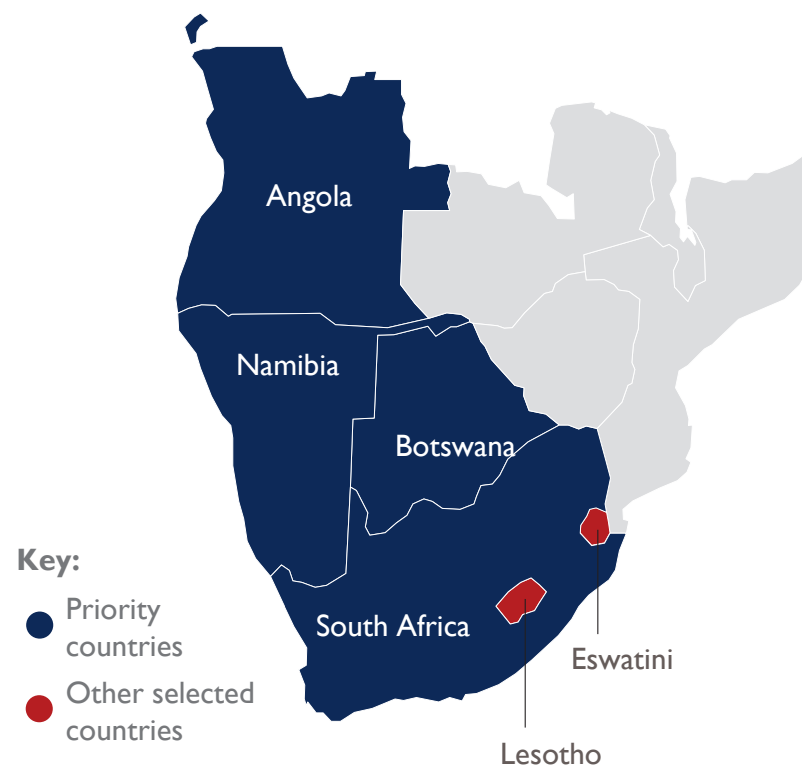 Angola
Namibia
Botswana
South Africa
Eswatini
Lesotho
Key:
Priority
countries
Other selected
countries